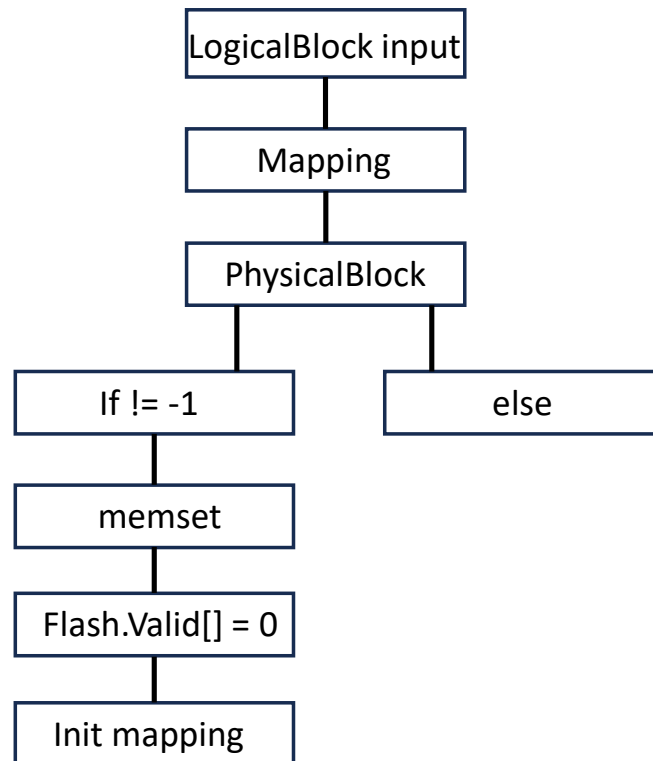 LogicalBlock input
Mapping
PhysicalBlock
If != -1
else
memset
Flash.Valid[] = 0
Init mapping